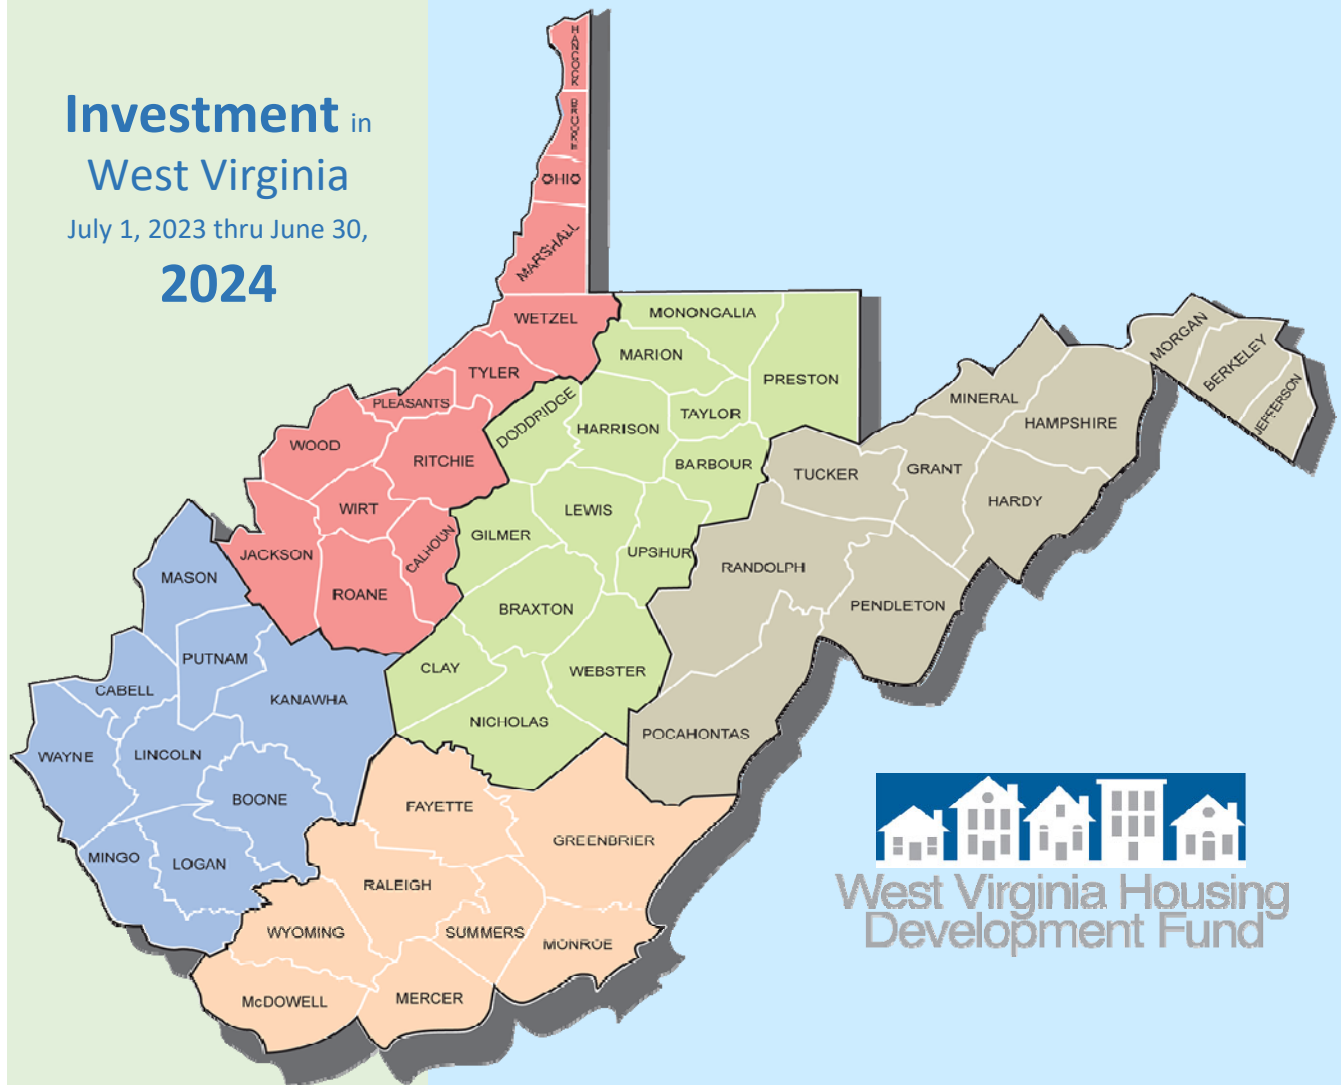 Investment in
West Virginia
July 1, 2023 thru June 30,
2024
HANCOCK
BROOKE
OHIO
MARSHALL
WETZEL
TYLER
PLEASANTS
WOOD
RITCHIE
WIRT
JACKSON
CALHOUN
ROANE
MONONGALIA
MARION
PRESTON
DODDRIDGE
HARRISON
TAYLOR
BARBOUR
LEWIS
GILMER
UPSHUR
BRAXTON
CLAY
WEBSTER
NICHOLAS
MORGAN
BERKELEY
JEFFERSON
MINERAL
HAMPSHIRE
GRANT
TUCKER
HARDY
RANDOLPH
PENDLETON
POCAHONTAS
MASON
PUTNAM
CABELL
KANAWHA
WAYNE
LINCOLN
BOONE
MINGO
LOGAN
FAYETTE
GREENBRIER
RALEIGH
WYOMING
SUMMERS
MONROE
McDOWELL
MERCER
West Virginia Housing
Development Fund